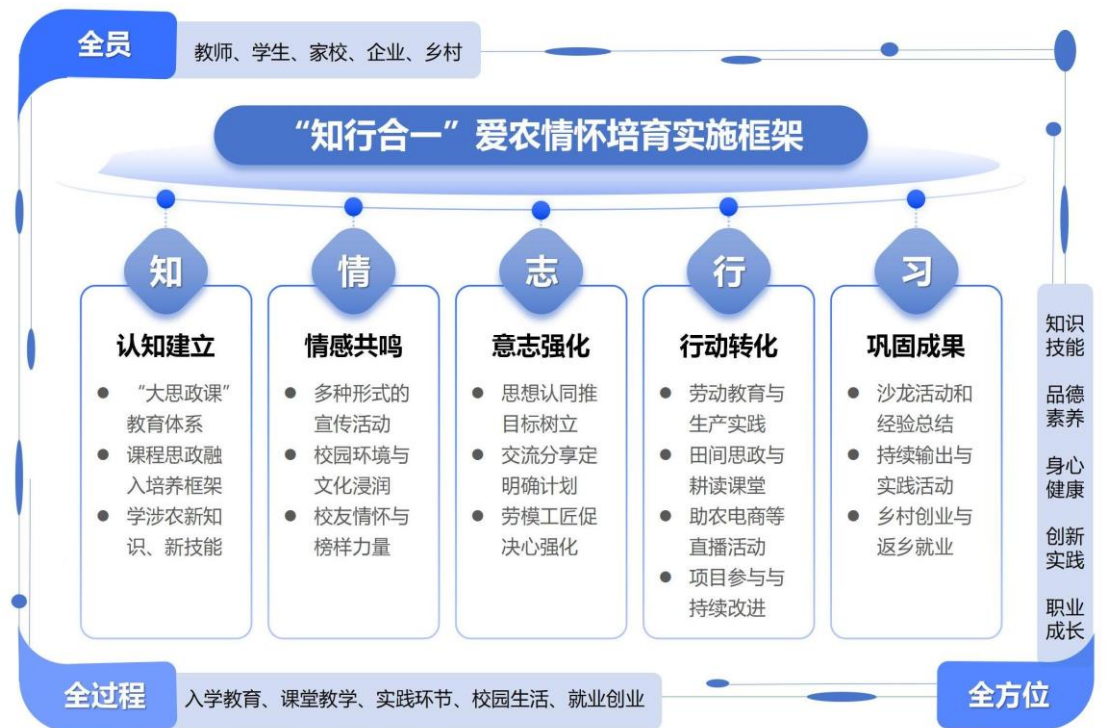 全员
教师、学生、家校、企业、乡村
“知行合一”爱农情怀培育实施框架
知
认知建立
● “大思政课”
教育体系
● 课程思政融
入培养框架
● 学涉农新知
识、新技能
情
情感共鸣
● 多种形式的
宣传活动
● 校园环境与
文化浸润
● 校友情怀与
榜样力量
志
意志强化
● 思想认同推
目标树立
● 交流分享定
明确计划
● 劳模工匠促
决心强化
行
行动转化
● 劳动教育与
生产实践
● 田间思政与
耕读课堂
● 助农电商等
直播活动
● 项目参与与
持续改进
习
巩固成果
● 沙龙活动和
经验总结
● 持续输出与
实践活动
● 乡村创业与
返乡就业
知识
技能
品德
素养
身心
健康
创新
实践
职业
成长
全过程
入学教育、课堂教学、实践环节、校园生活、就业创业
全方位